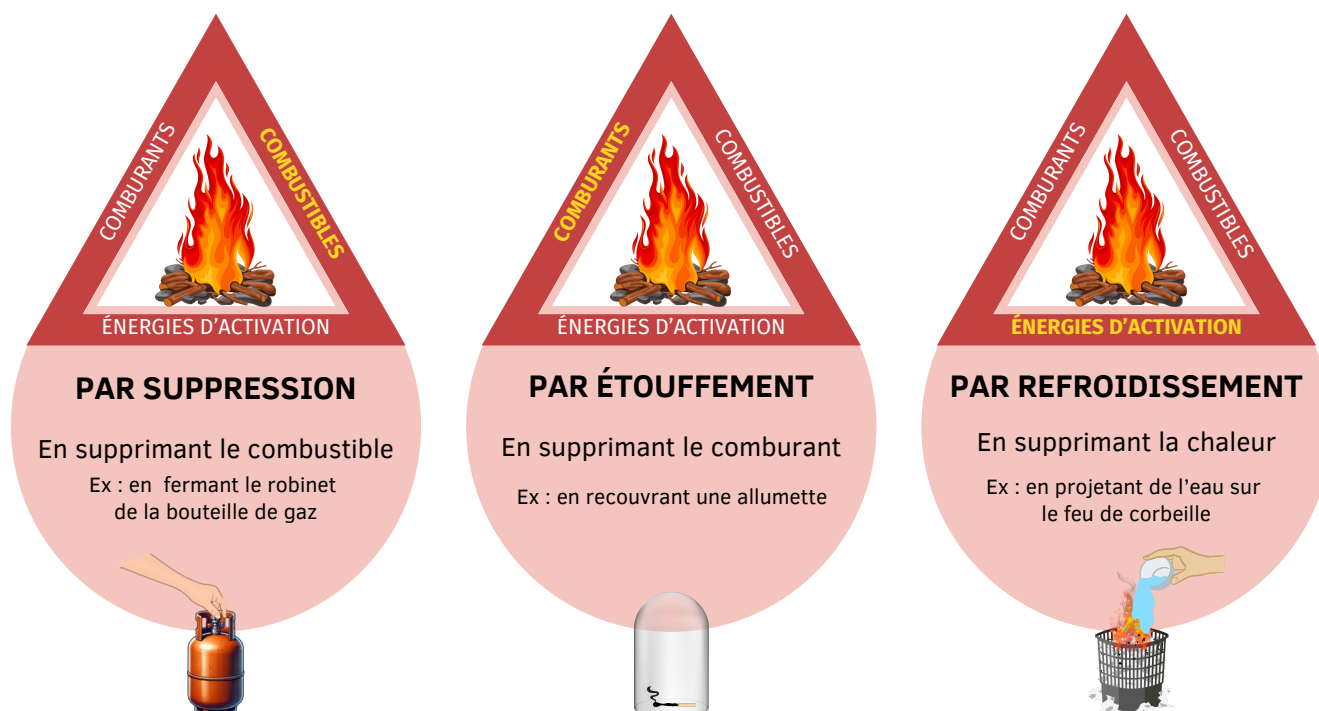 COMBURANTS
COMBUSTIBLES
ÉNERGIES D'ACTIVATION
PAR SUPPRESSION
En supprimant le combustible
Ex : en fermant le robinet
de la bouteille de gaz
COMBURANTS
COMBUSTIBLES
ÉNERGIES D'ACTIVATION
PAR ÉTOUFFEMENT
En supprimant le comburant
Ex : en recouvrant une allumette
COMBURANTS
COMBUSTIBLES
ÉNERGIES D'ACTIVATION
PAR REFROIDISSEMENT
En supprimant la chaleur
Ex : en projetant de l'eau sur
le feu de corbeille